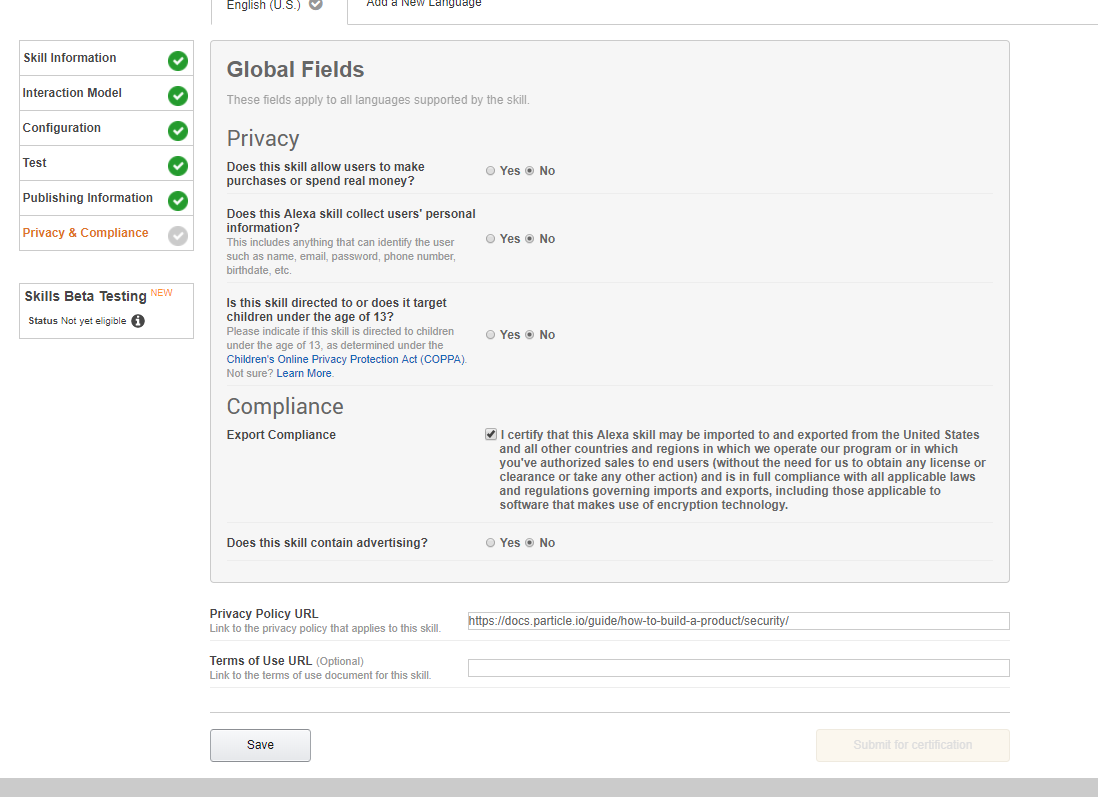 English (U.S.)
Add a New Language
Skill Information
Interaction Model
Configuration
Test
Publishing Information
Privacy & Compliance
Skills Beta Testing NEW
Status Not yet eligible
Global Fields
These fields apply to all languages supported by the skill.
Privacy
Does this skill allow users to make
purchases or spend real money?
Yes No
Does this Alexa skill collect users' personal
information?
This includes anything that can identify the user
such as name, email, password, phone number,
birthdate, etc.
Yes No
Is this skill directed to or does it target
children under the age of 13?
Please indicate if this skill is directed to children
under the age of 13, as determined under the
Children's Online Privacy Protection Act (COPPA).
Not sure? Learn More.
Yes No
Compliance
Export Compliance
I certify that this Alexa skill may be imported to and exported from the United States
and all other countries and regions in which we operate our program or in which
you've authorized sales to end users (without the need for us to obtain any license or
clearance or take any other action) and is in full compliance with all applicable laws
and regulations governing imports and exports, including those applicable to
software that makes use of encryption technology.
Does this skill contain advertising?
Yes No
Privacy Policy URL
Link to the privacy policy that applies to this skill.
https://docs.particle.io/guide/how-to-build-a-product/security/
Terms of Use URL (Optional)
Link to the terms of use document for this skill.
Save
Submit for certification